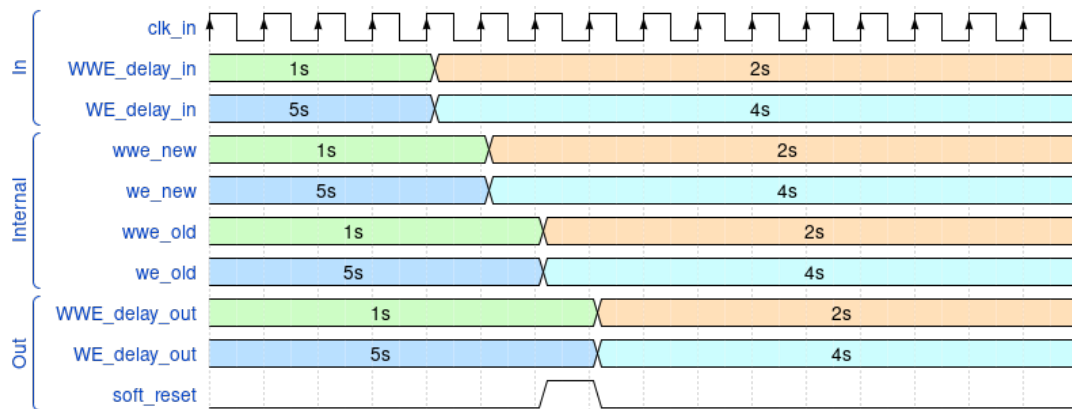 In
clk_in
WWE_delay_in 1s 2s
WE_delay_in 5s 4s
Internal
wwe_new 1s 2s
we_new 5s 4s
wwe_old 1s 2s
we_old 5s 4s
Out
WWE_delay_out 1s 2s
WE_delay_out 5s 4s
soft_reset